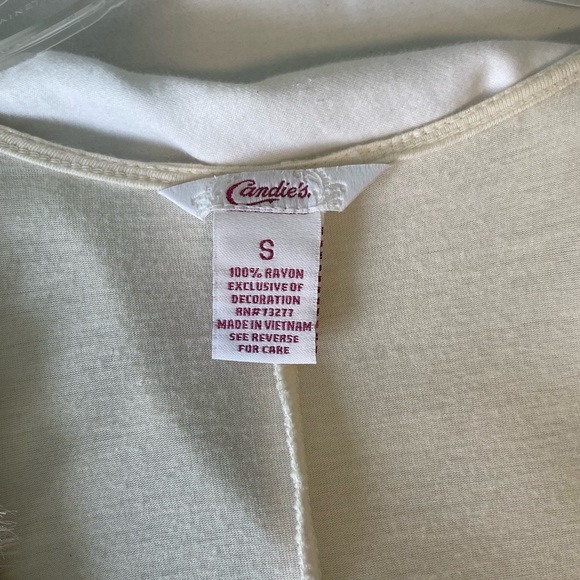 Candie's.
S
100% RAYON
EXCLUSIVE OF
DECORATION
RN#73277
MADE IN VIETNAM
SEE REVERSE
FOR CARE